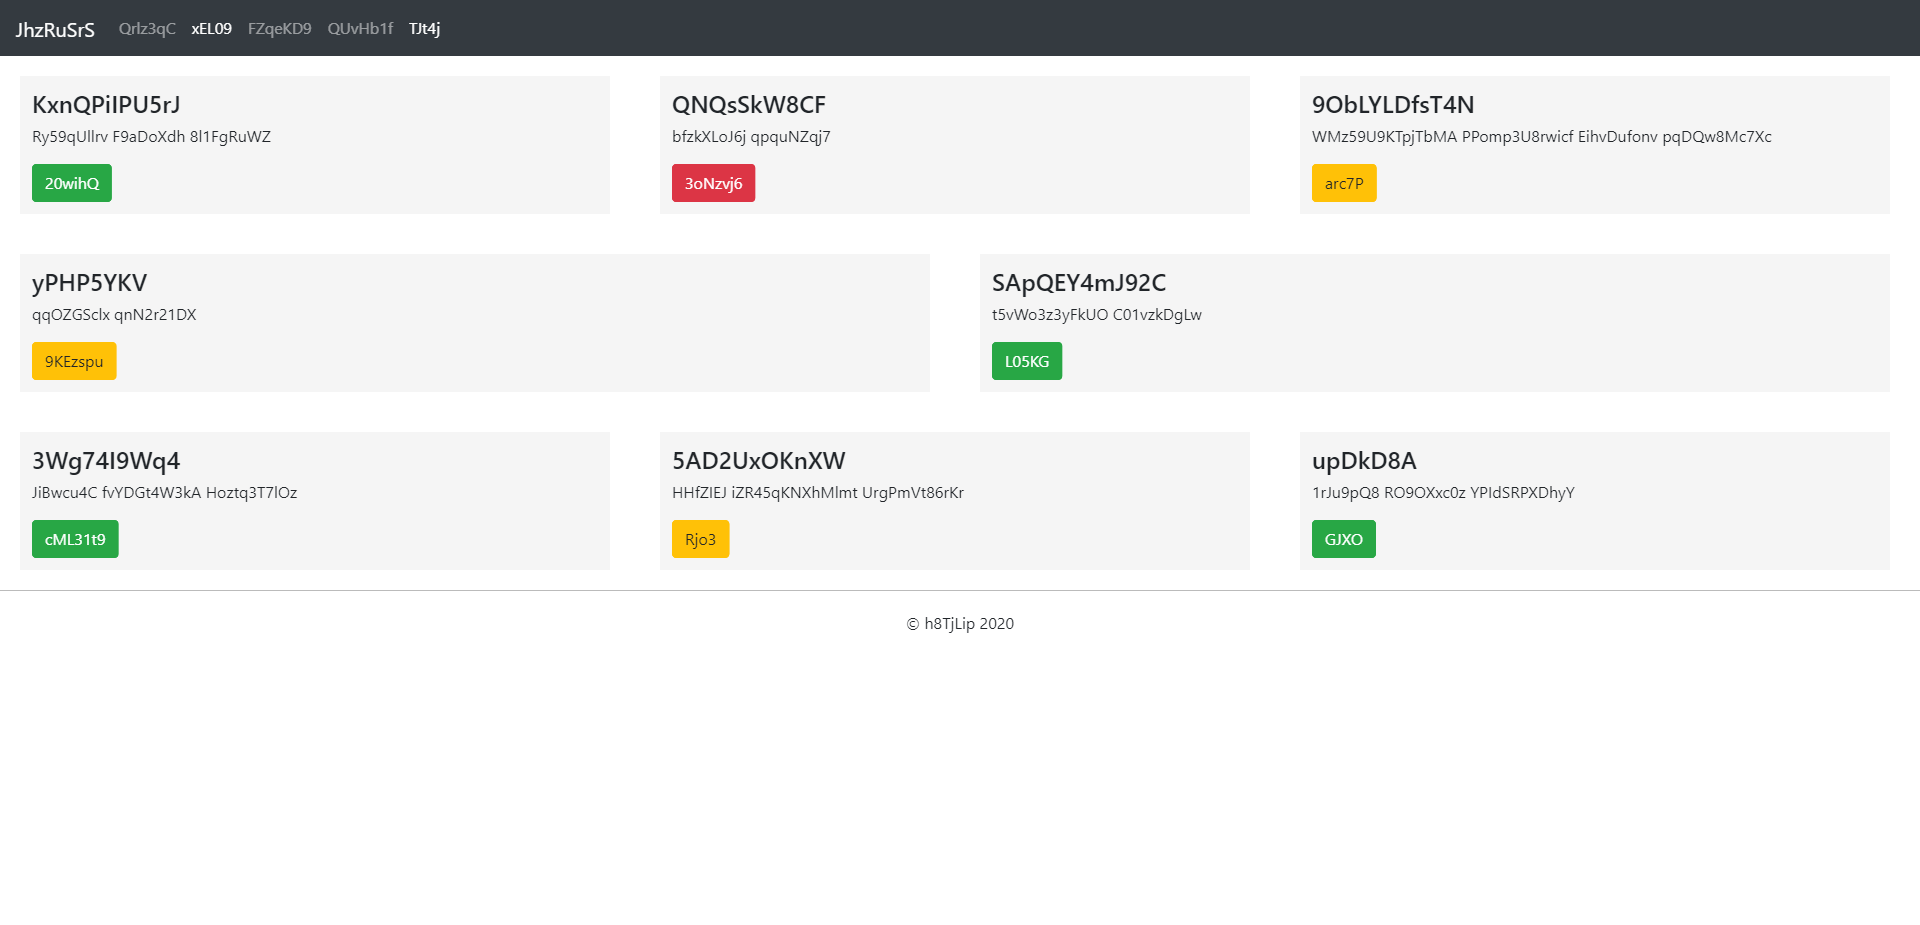 JhzRuSrS Qrlz3qC xEL09 FZqeKD9 QUvHb1f TJt4j
KxnQPiIPU5rJ
Ry59qUllrv F9aDoXdh 8l1FgRuWZ
20wihQ
QNQsSkW8CF
bfzkXLoJ6j qpquNZqj7
3oNzvj6
9ObLYLDfsT4N
WMz59U9KTpjTbMA PPomp3U8rwicf EihvDufonv pqDQw8Mc7Xc
arc7P
yPHP5YKV
qqOZGSclx qnN2r21DX
9KEzspu
SApQEY4mJ92C
t5vWo3z3yFkUO C01vzkDgLw
L05KG
3Wg74I9Wq4
JiBwcu4C fvYDGt4W3kA Hoztq3T7lOz
cML31t9
5AD2UxOKnXW
HHfZIEJ iZR45qKNXhMlmt UrgPmVt86rKr
Rjo3
upDkD8A
1rJu9pQ8 RO9OXxc0z YPIdSRPXDhyY
GJXO
© h8TjLip 2020